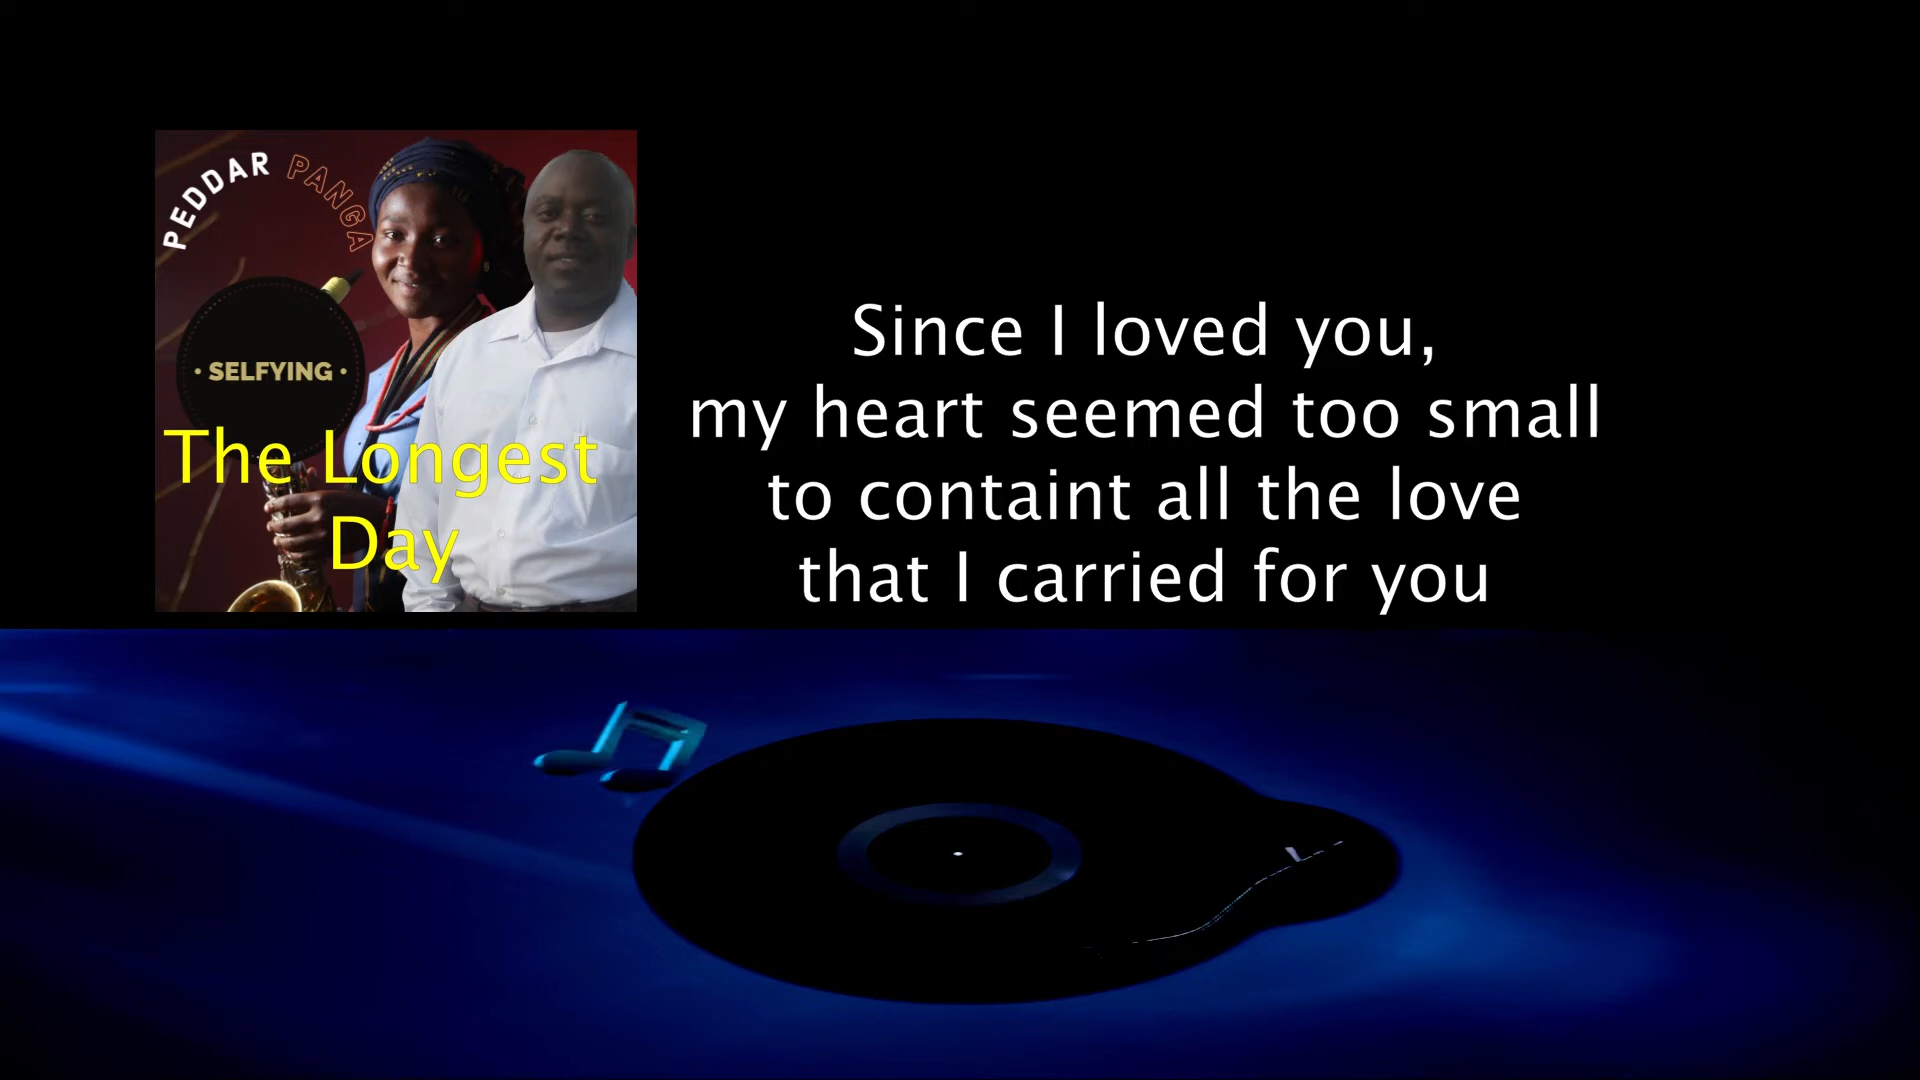 PEDDAR PANGA
• SELFYING •
The Longest
Day
Since I loved you,
my heart seemed too small
to containt all the love
that I carried for you